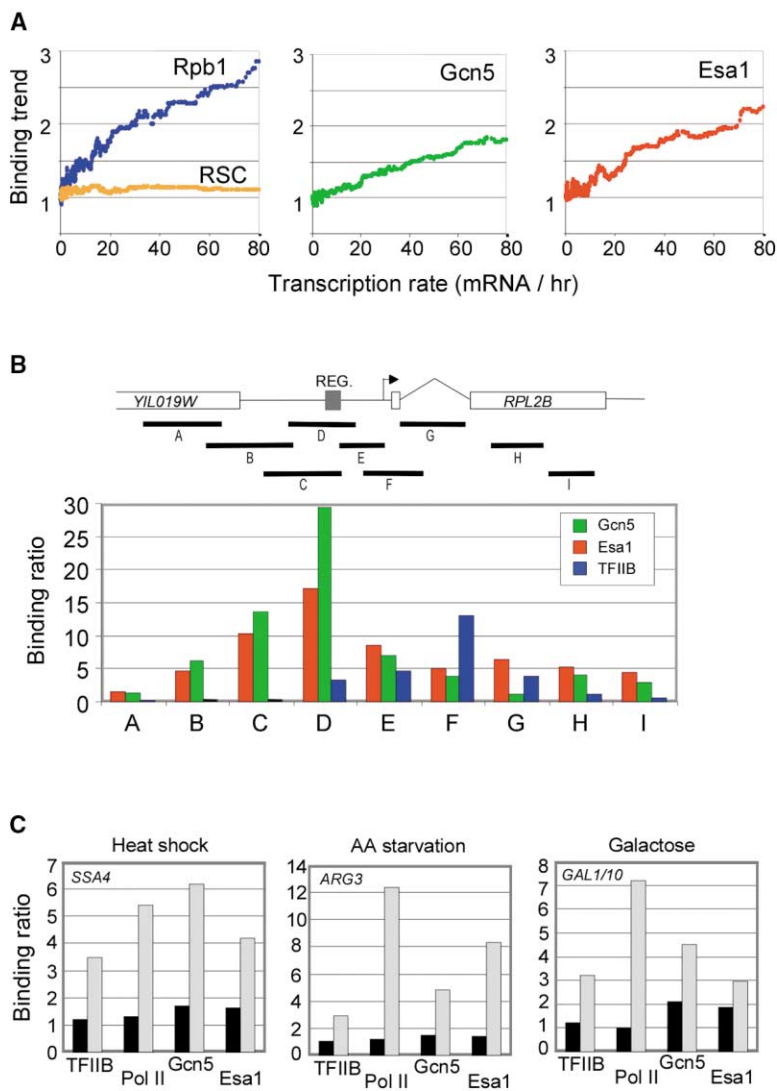 A
Binding trend
3
2
1
Rpb1
RSC
0 20 40 60 80
3
2
1
Gcn5
0 20 40 60 80
3
2
1
Esa1
0 20 40 60 80
Transcription rate (mRNA / hr)
B
REG.
YIL019W
RPL2B
A
D
G
B
E
H
C
F
I
Binding ratio
30
25
20
15
10
5
0
Gcn5
Esa1
TFIIB
A B C D E F G H I
C
Binding ratio
Heat shock
7
6
5
4
3
2
1
0
SSA4
TFIIB Pol II Gcn5 Esa1
AA starvation
14
12
10
8
6
4
2
0
ARG3
TFIIB Pol II Gcn5 Esa1
Galactose
8
7
6
5
4
3
2
1
0
GAL1/10
TFIIB Pol II Gcn5 Esa1